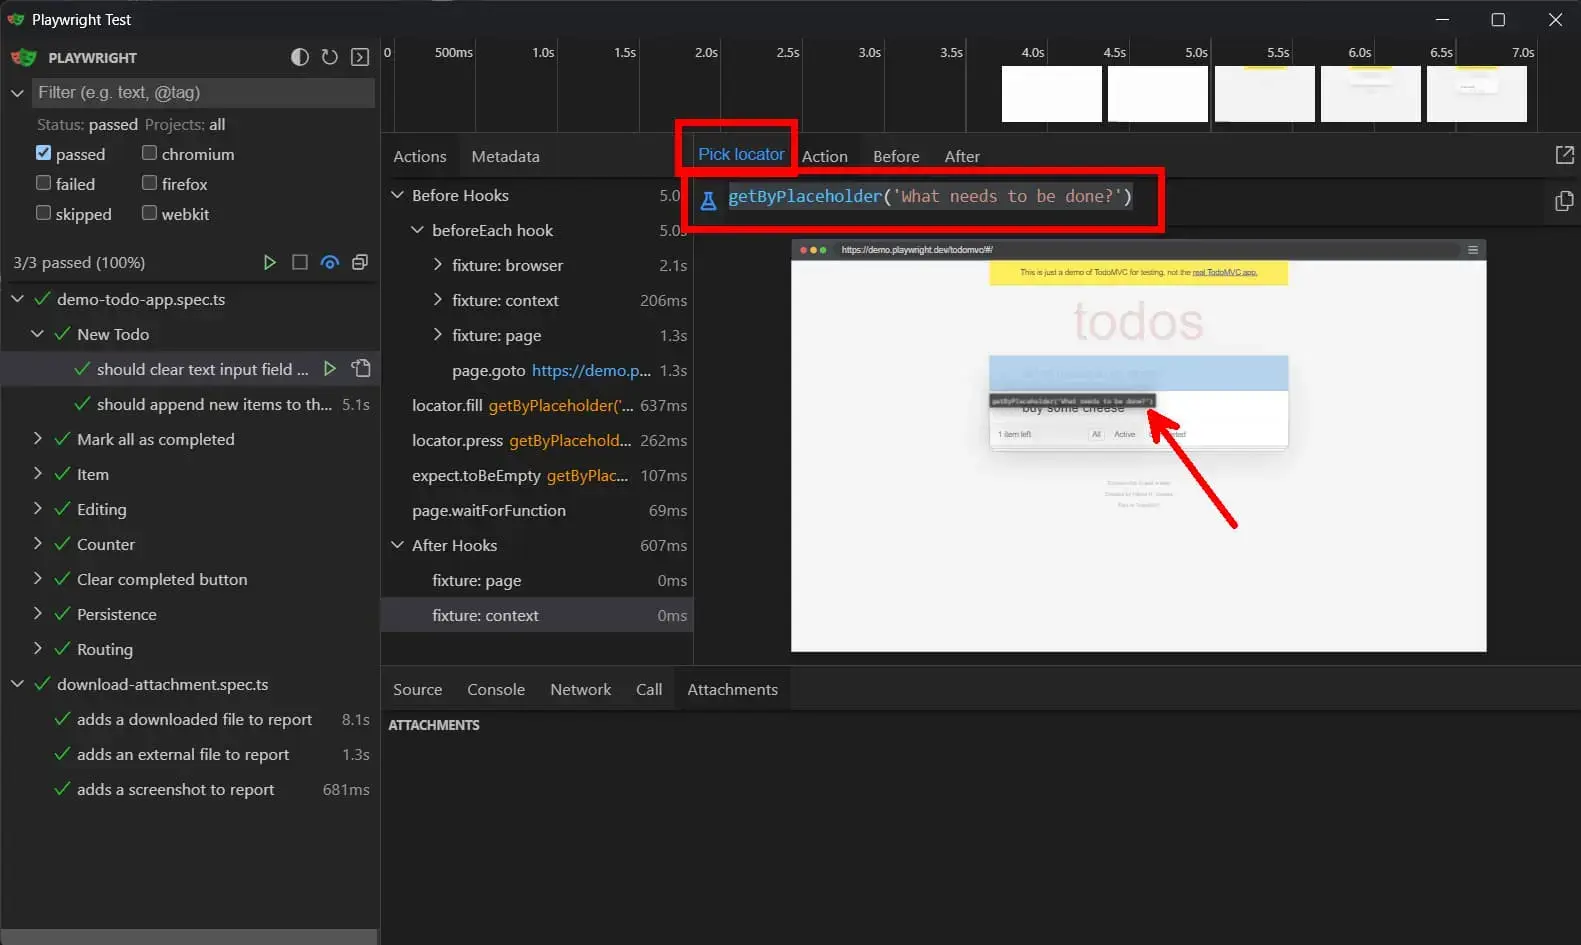 Playwright Test
PLAYWRIGHT
Filter (e.g. text, @tag)
Status: passed Projects: all
passed chromium
failed firefox
skipped webkit
3/3 passed (100%)
demo-todo-app.spec.ts
New Todo
should clear text input field ...
should append new items to th... 5.1s
Mark all as completed
Item
Editing
Counter
Clear completed button
Persistence
Routing
download-attachment.spec.ts
adds a downloaded file to report 8.1s
adds an external file to report 1.3s
adds a screenshot to report 681ms
0 500ms 1.0s 1.5s 2.0s 2.5s 3.0s 3.5s 4.0s 4.5s 5.0s 5.5s 6.0s 6.5s 7.0s
Actions Metadata
Before Hooks 5.0
beforeEach hook 5.0s
fixture: browser 2.1s
fixture: context 206ms
fixture: page 1.3s
page.goto https://demo.p... 1.3s
locator.fill getByPlaceholder('... 637ms
locator.press getByPlacehold... 262ms
expect.toBeEmpty getByPlac... 107ms
page.waitForFunction 69ms
After Hooks 607ms
fixture: page 0ms
fixture: context 0ms
Pick locator Action Before After
getByPlaceholder('What needs to be done?')
https://demo.playwright.dev/todomvc/#/
This is just a demo of TodoMVC for testing, not the real TodoMVC app.
todos
getByPlaceholder('What needs to be done?')
buy some cheese
1 item left All Active
Source Console Network Call Attachments
ATTACHMENTS